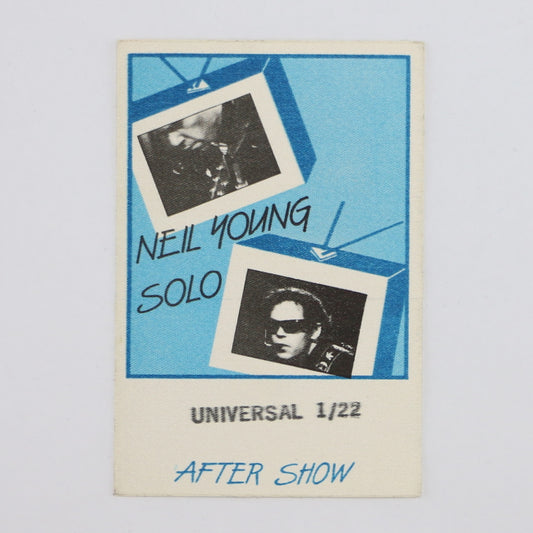 NEIL YOUNG
SOLO
UNIVERSAL 1/22
AFTER SHOW